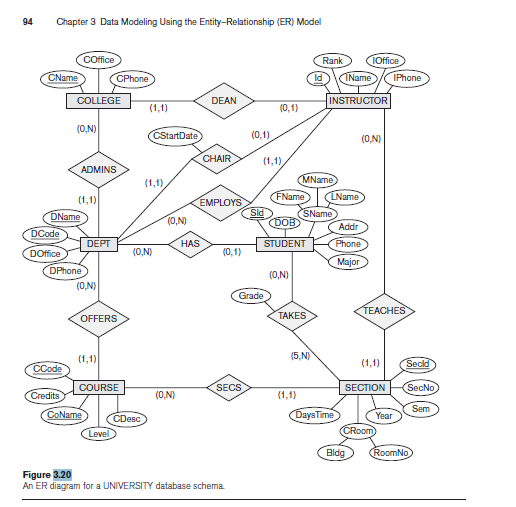 94 Chapter 3 Data Modeling Using the Entity–Relationship (ER) Model
COffice
Rank
IOffice
CName
CPhone
Id
IName
IPhone
COLLEGE
DEAN
INSTRUCTOR
(1,1)
(0,1)
(0,N)
CStartDate
(0,1)
(0,N)
CHAIR
(1,1)
ADMINS
MName
(1,1)
FName
LName
(1,1)
EMPLOYS
SId
SName
DName
(0,N)
DOB
Addr
DCode
DEPT
HAS
STUDENT
Phone
DOffice
(0,N)
(0,1)
Major
DPhone
(0,N)
(0,N)
Grade
OFFERS
TAKES
TEACHES
(1,1)
(5,N)
(1,1)
SecId
CCode
COURSE
SECS
SECTION
SecNo
Credits
(0,N)
(1,1)
Sem
CoName
CDesc
DaysTime
Year
Level
CRoom
Bldg
RoomNo
Figure 3.20
An ER diagram for a UNIVERSITY database schema.